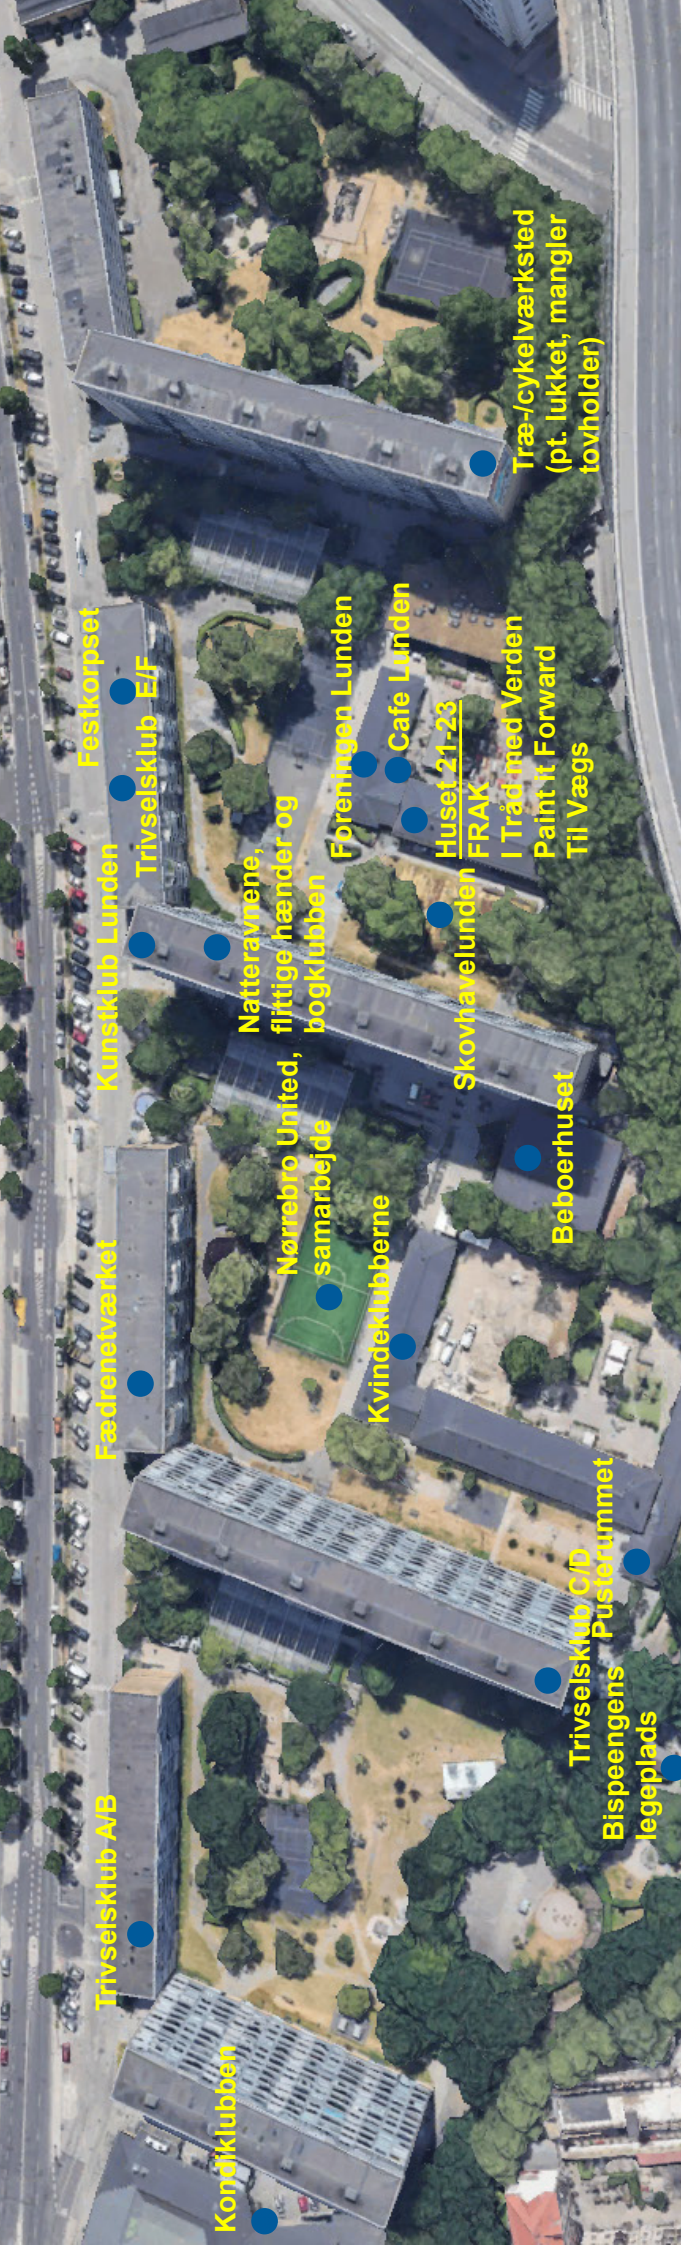 Kondiklubben
Trivselsklub A/B
Bispeengens
legeplads
Trivselsklub C/D
Pusterummet
Fædrenetværket
Kvindeklubberne
Nørrebro United,
samarbejde
Beboerhuset
Kunstklub Lunden
Natteravnene,
flittige hænder og
bogklubben
Skovhavelunden
Trivselsklub E/F
Festkorpset
Foreningen Lunden
Cafe Lunden
Huset 21-23
FRAK
I Tråd med Verden
Paint it Forward
Til Vægs
Træ-/cykelværksted
(pt. lukket, mangler
tovholder)